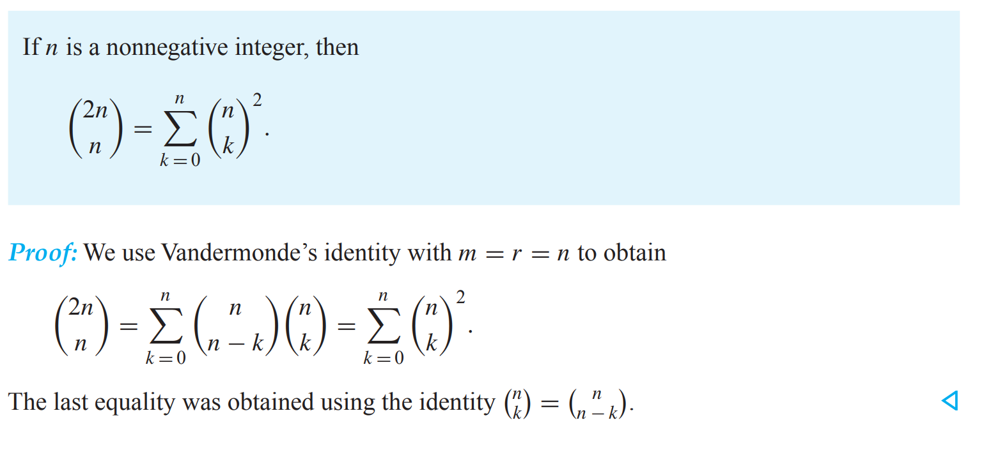 If n is a nonnegative integer, then
\binom{2n}{n} = \sum_{k=0}^{n} \binom{n}{k}^2.
Proof: We use Vandermonde’s identity with m = r = n to obtain
\binom{2n}{n} = \sum_{k=0}^{n} \binom{n}{n-k} \binom{n}{k} = \sum_{k=0}^{n} \binom{n}{k}^2.
The last equality was obtained using the identity \binom{n}{k} = \binom{n}{n-k}.